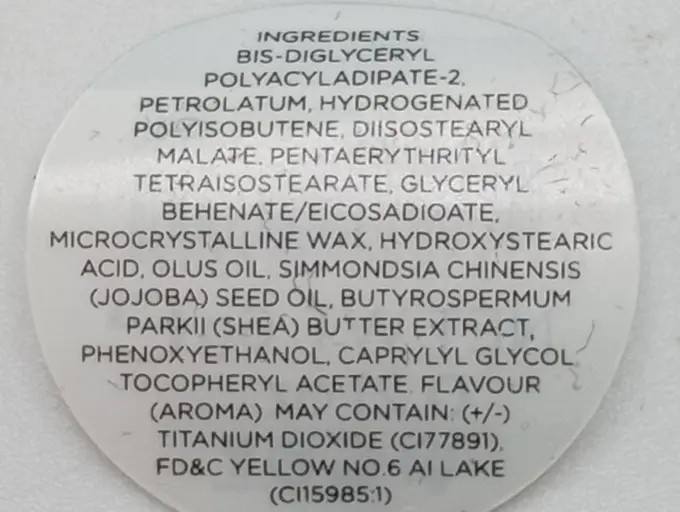 INGREDIENTS
BIS-DIGLYCERYL
POLYACYLADIPATE-2,
PETROLATUM, HYDROGENATED
POLYISOBUTENE, DIISOSTEARYL
MALATE, PENTAERYTHRITYL
TETRAISOSTEARATE, GLYCERYL
BEHENATE/EICOSADIOATE,
MICROCRYSTALLINE WAX, HYDROXYSTEARIC
ACID, OLUS OIL, SIMMONDSIA CHINENSIS
(JOJOBA) SEED OIL, BUTYROSPERMUM
PARKII (SHEA) BUTTER EXTRACT,
PHENOXYETHANOL, CAPRYLYL GLYCOL,
TOCOPHERYL ACETATE, FLAVOUR
(AROMA) MAY CONTAIN: (+/-)
TITANIUM DIOXIDE (CI77891),
FD&C YELLOW NO.6 Al LAKE
(CI15985:1)